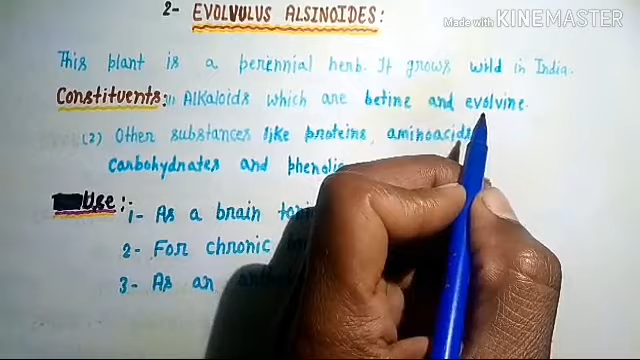 Made with KINEMASTER
2- EVOLVULUS ALSINOIDES:
This plant is a perennial herb. It grows wild in India.
Constituents: (1) Alkaloids which are betine and evolvine.
(2) Other substances like proteins, aminoacids
carbohydrates and phenolic
Use:
1- As a brain
2- For chronic
3- As an